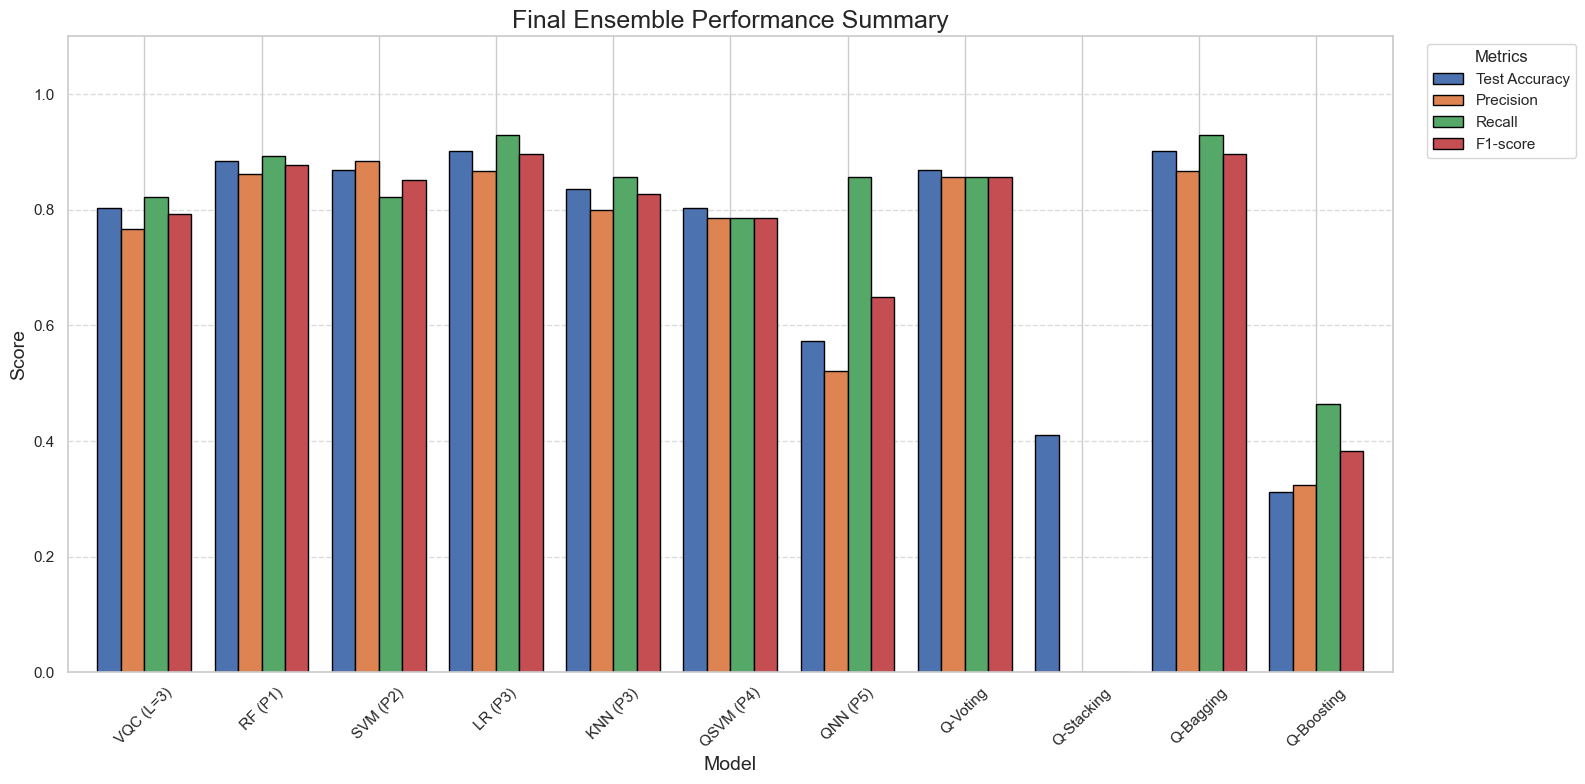 Final Ensemble Performance Summary
Metrics
Test Accuracy
Precision
Recall
F1-score
Score
1.0
0.8
0.6
0.4
0.2
0.0
VQC (L=3)
RF (P1)
SVM (P2)
LR (P3)
KNN (P3)
QSVM (P4)
QNN (P5)
Q-Voting
Q-Stacking
Q-Bagging
Q-Boosting
Model